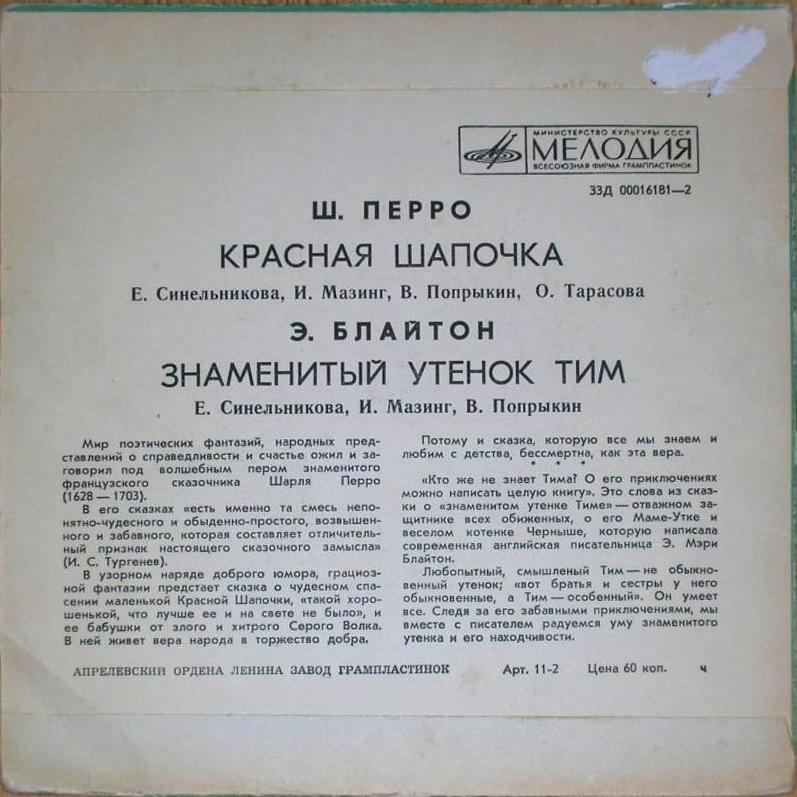 МИНИСТЕРСТВО КУЛЬТУРЫ СССР
МЕЛОДИЯ
ВСЕСОЮЗНАЯ ФИРМА ГРАМПЛАСТИНОК
33Д 00016181—2
Ш. ПЕРРО
КРАСНАЯ ШАПОЧКА
Е. Синельникова, И. Мазинг, В. Попрыкин, О. Тарасова
Э. БЛАЙТОН
ЗНАМЕНИТЫЙ УТЕНОК ТИМ
Е. Синельникова, И. Мазинг, В. Попрыкин
Мир поэтических фантазий, народных пред-
ставлений о справедливости и счастье ожил и за-
говорил под волшебным пером знаменитого
французского сказочника Шарля Перро
(1628 — 1703).
В его сказках «есть именно та смесь непо-
нятно-чудесного и обыденно-простого, возвышен-
ного и забавного, которая составляет отличитель-
ный признак настоящего сказочного замысла»
(И. С. Тургенев).
В узорном наряде доброго юмора, грациоз-
ной фантазии предстает сказка о чудесном спа-
сении маленькой Красной Шапочки, «такой хоро-
шенькой, что лучше ее и на свете не было», и
ее бабушки от злого и хитрого Серого Волка.
В ней живет вера народа в торжество добра.
Потому и сказка, которую все мы знаем и
любим с детства, бессмертна, как эта вера.
* * *
«Кто же не знает Тима? О его приключениях
можно написать целую книгу». Это слова из сказ-
ки о «знаменитом утенке Тиме» — отважном за-
щитнике всех обиженных, о его Маме-Утке и
веселом котенке Черныше, которую написала
современная английская писательница Э. Мэри
Блайтон.
Любопытный, смышленый Тим — не обыкно-
венный утенок; «вот братья и сестры у него
обыкновенные, а Тим — особенный». Он умеет
все. Следя за его забавными приключениями, мы
вместе с писателем радуемся уму знаменитого
утенка и его находчивости.
АПРЕЛЕВСКИЙ ОРДЕНА ЛЕНИНА ЗАВОД ГРАМПЛАСТИНОК Арт. 11-2 Цена 60 коп. ч